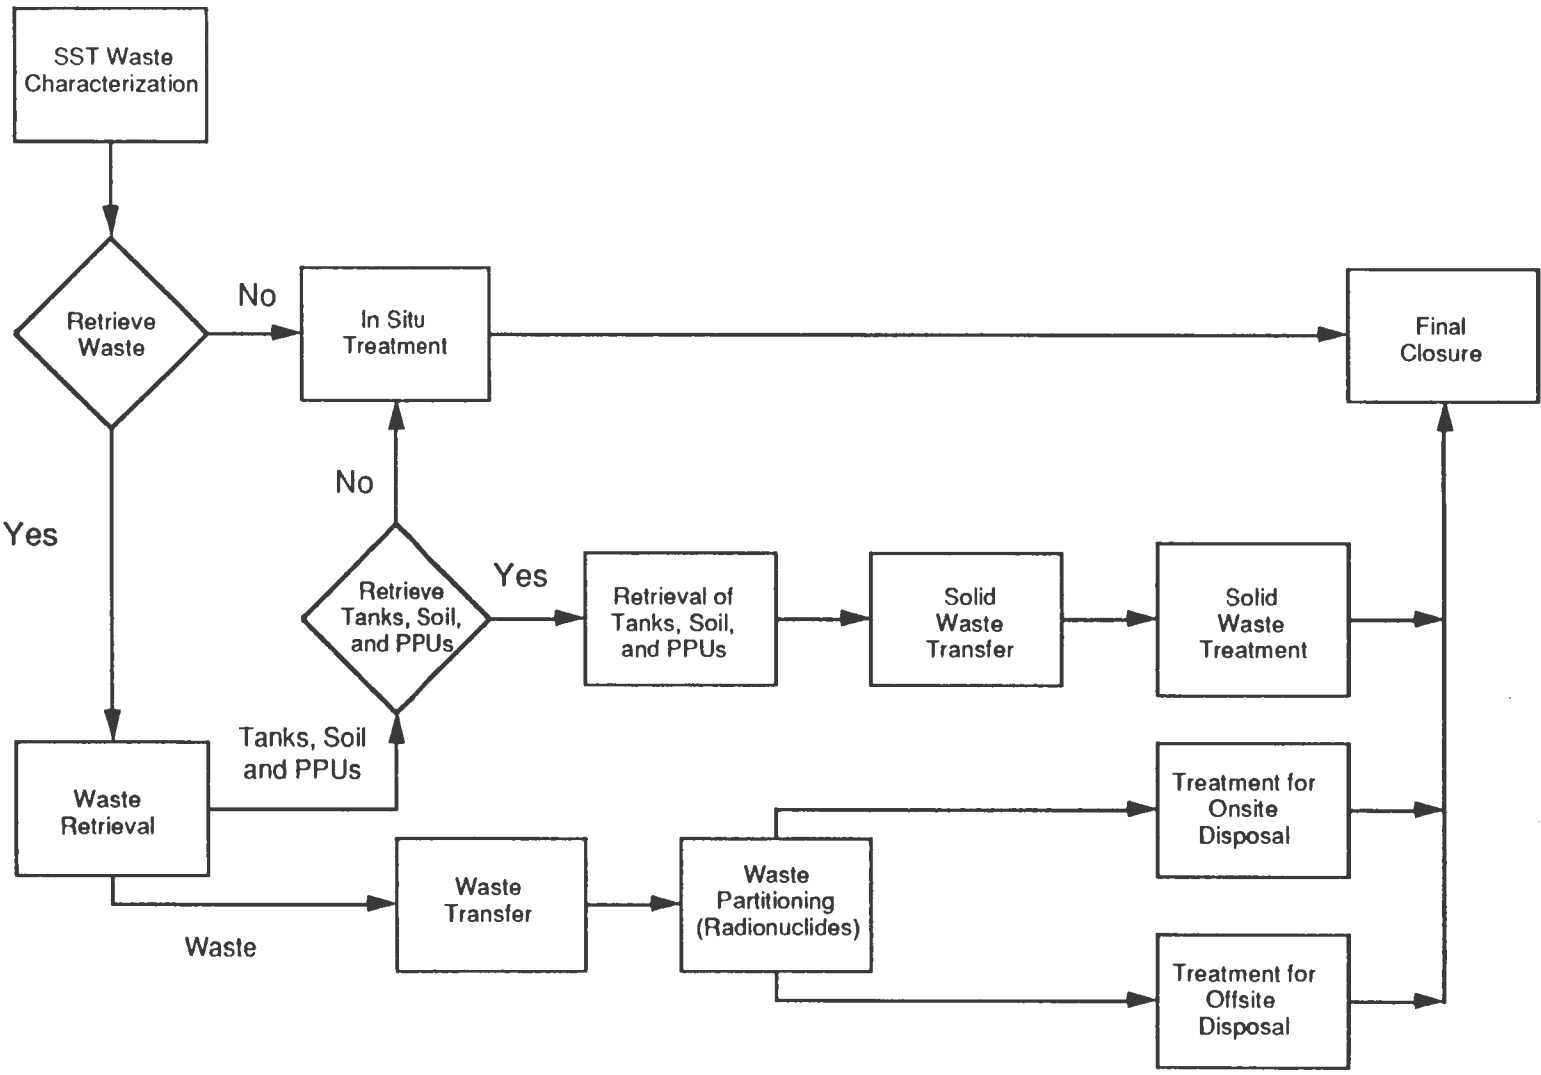 SST Waste
Characterization
Retrieve
Waste
No
In Situ
Treatment
Final
Closure
Yes
No
Retrieve
Tanks, Soil,
and PPUs
Yes
Retrieval of
Tanks, Soil,
and PPUs
Solid
Waste
Transfer
Solid
Waste
Treatment
Waste
Retrieval
Tanks, Soil
and PPUs
Waste
Waste
Transfer
Waste
Partitioning
(Radionuclides)
Treatment for
Onsite
Disposal
Treatment for
Offsite
Disposal